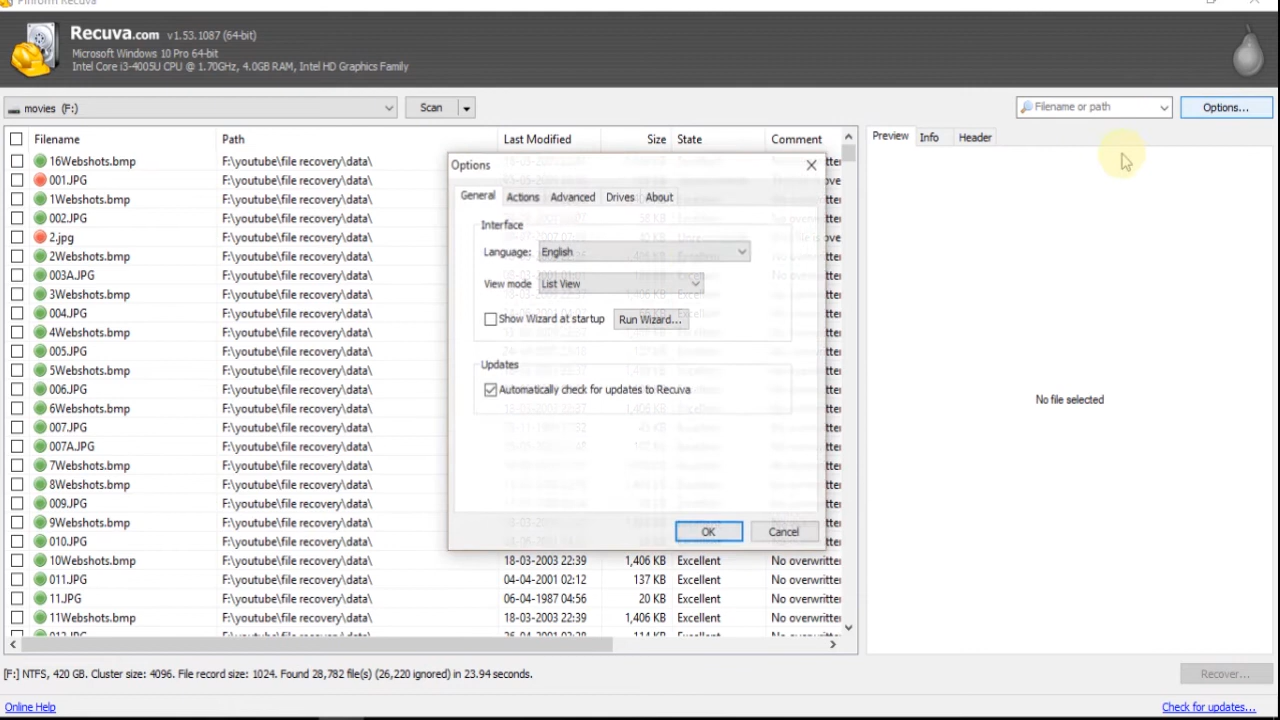 Piriform Recuva
Recuva.com v1.53.1087 (64-bit)
Microsoft Windows 10 Pro 64-bit
Intel Core i3-4005U CPU @ 1.70GHz, 4.0GB RAM, Intel HD Graphics Family
movies (F:) Scan Filename or path Options...
Filename Path Last Modified Size State Comment
Preview Info Header
16Webshots.bmp F:\youtube\file recovery\data\
001.JPG F:\youtube\file recovery\data\
1Webshots.bmp F:\youtube\file recovery\data\
002.JPG F:\youtube\file recovery\data\
2.jpg F:\youtube\file recovery\data\
2Webshots.bmp F:\youtube\file recovery\data\
003A.JPG F:\youtube\file recovery\data\
3Webshots.bmp F:\youtube\file recovery\data\
004.JPG F:\youtube\file recovery\data\
4Webshots.bmp F:\youtube\file recovery\data\
005.JPG F:\youtube\file recovery\data\
5Webshots.bmp F:\youtube\file recovery\data\
006.JPG F:\youtube\file recovery\data\
6Webshots.bmp F:\youtube\file recovery\data\
007.JPG F:\youtube\file recovery\data\
007A.JPG F:\youtube\file recovery\data\
7Webshots.bmp F:\youtube\file recovery\data\
8Webshots.bmp F:\youtube\file recovery\data\
009.JPG F:\youtube\file recovery\data\
9Webshots.bmp F:\youtube\file recovery\data\
010.JPG F:\youtube\file recovery\data\
10Webshots.bmp F:\youtube\file recovery\data\ 18-03-2003 22:39 1,406 KB Excellent No overwritte
011.JPG F:\youtube\file recovery\data\ 04-04-2001 02:12 137 KB Excellent No overwritte
11.JPG F:\youtube\file recovery\data\ 06-04-1987 04:56 20 KB Excellent No overwritte
11Webshots.bmp F:\youtube\file recovery\data\ 18-03-2003 22:39 1,406 KB Excellent No overwritte
Options
General Actions Advanced Drives About
Interface
Language: English
View mode List View
Show Wizard at startup Run Wizard...
Updates
Automatically check for updates to Recuva
OK Cancel
No file selected
[F:] NTFS, 420 GB. Cluster size: 4096. File record size: 1024. Found 28,782 file(s) (26,220 ignored) in 23.94 seconds.
Recover...
Online Help Check for updates...